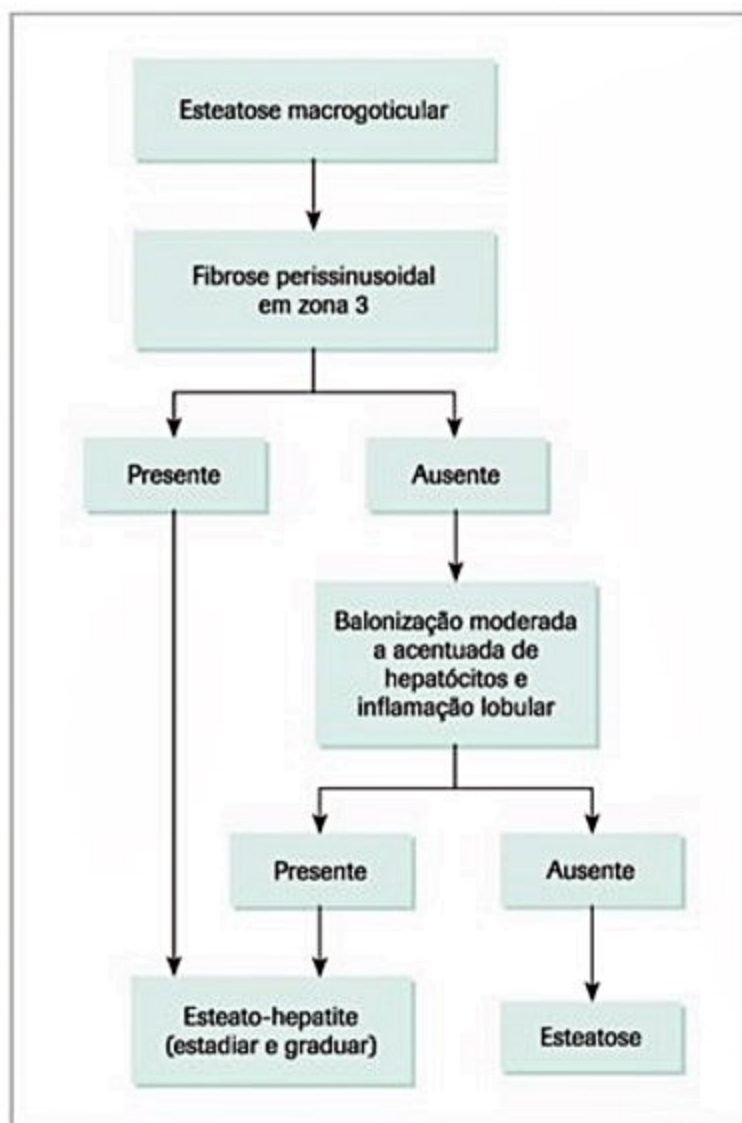 Esteatose macrogoticular
Fibrose perissinusoidal
em zona 3
Presente
Ausente
Balonização moderada
a acentuada de
hepatócitos e
inflamação lobular
Presente
Ausente
Esteato-hepatite
(estadiar e graduar)
Esteatose